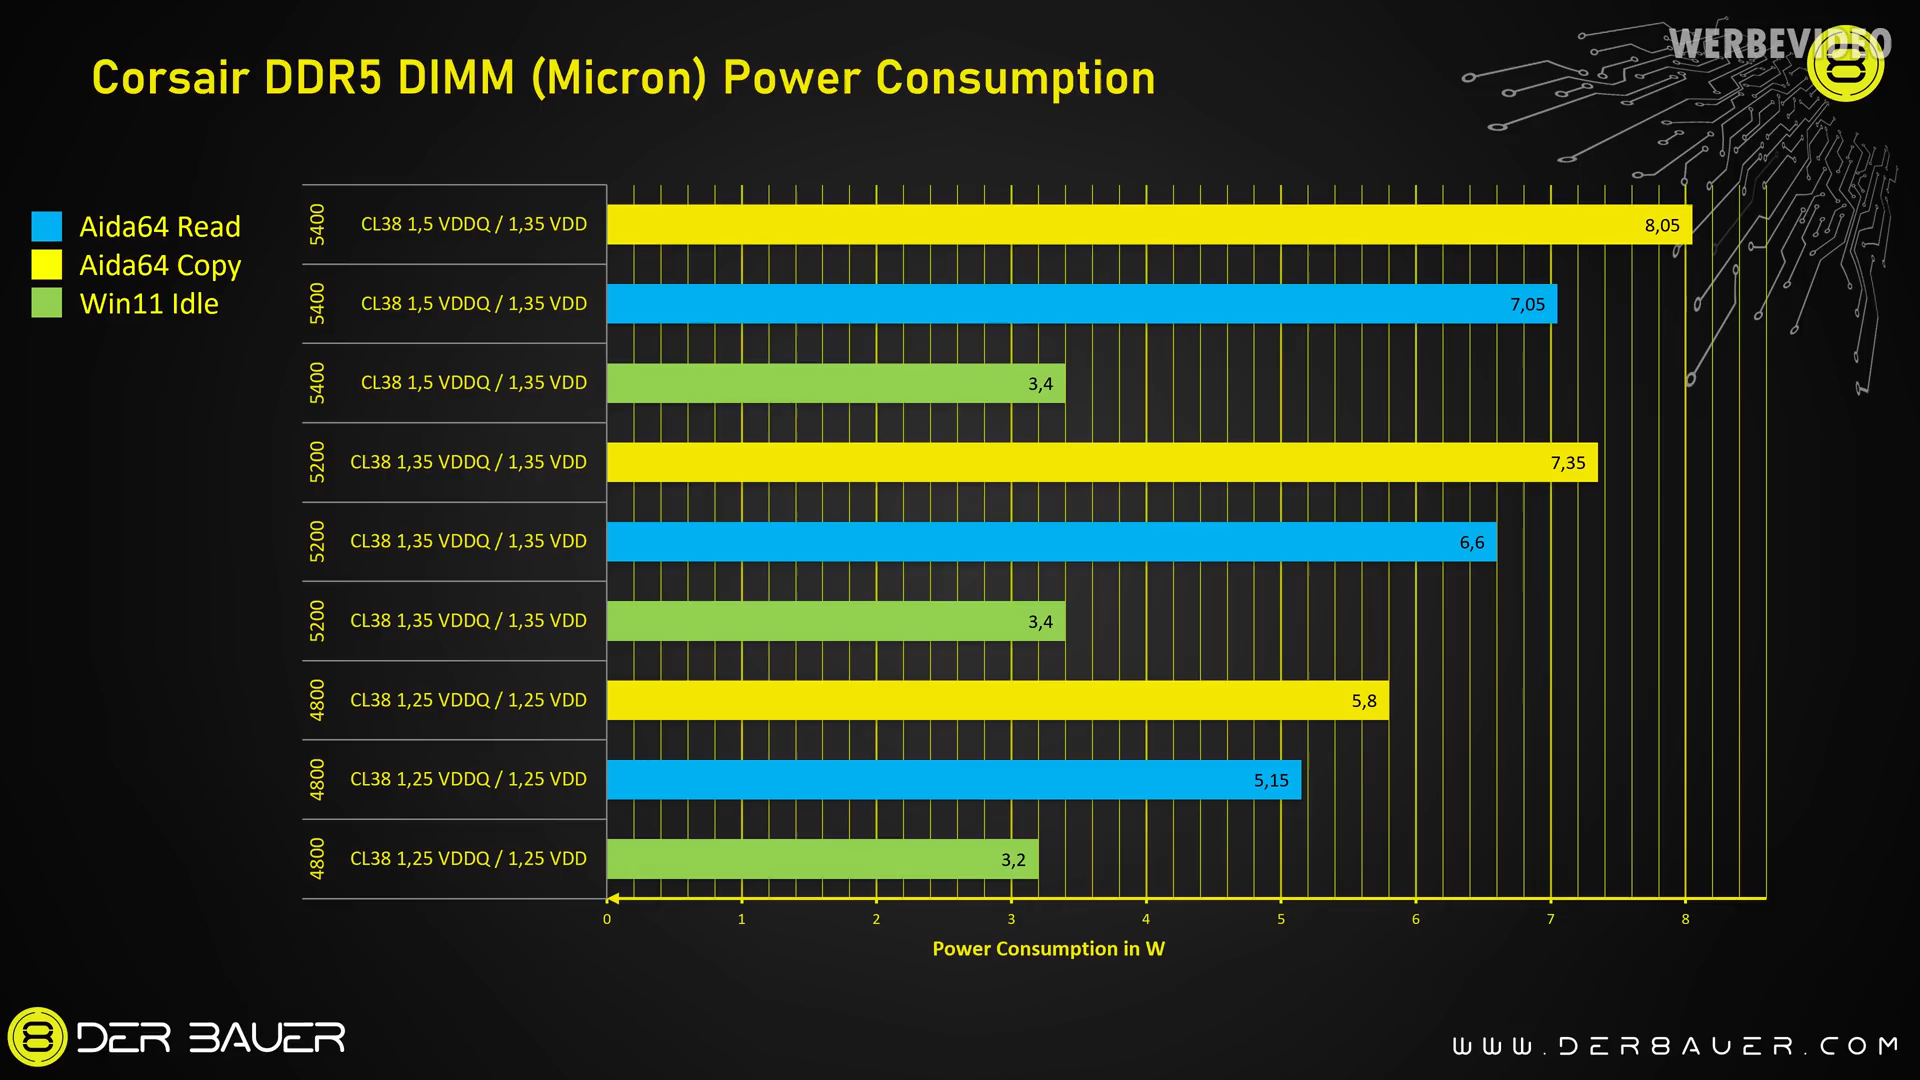 WERBEVIDEO
Corsair DDR5 DIMM (Micron) Power Consumption
Aida64 Read
Aida64 Copy
Win11 Idle
5400 CL38 1,5 VDDQ / 1,35 VDD 8,05
5400 CL38 1,5 VDDQ / 1,35 VDD 7,05
5400 CL38 1,5 VDDQ / 1,35 VDD 3,4
5200 CL38 1,35 VDDQ / 1,35 VDD 7,35
5200 CL38 1,35 VDDQ / 1,35 VDD 6,6
5200 CL38 1,35 VDDQ / 1,35 VDD 3,4
4800 CL38 1,25 VDDQ / 1,25 VDD 5,8
4800 CL38 1,25 VDDQ / 1,25 VDD 5,15
4800 CL38 1,25 VDDQ / 1,25 VDD 3,2
0 1 2 3 4 5 6 7 8
Power Consumption in W
DER BAUER
WWW.DER8AUER.COM